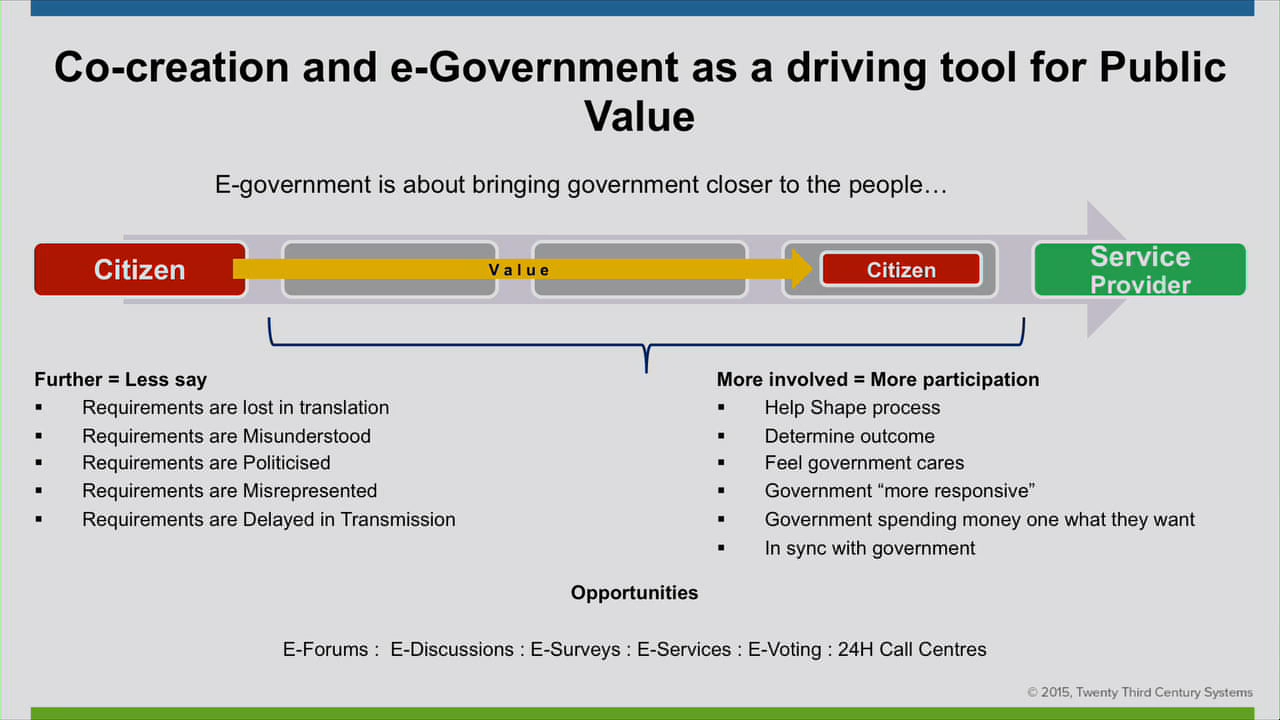 Co-creation and e-Government as a driving tool for Public
Value
E-government is about bringing government closer to the people…
Citizen
Value
Citizen
Service
Provider
Further = Less say
▪ Requirements are lost in translation
▪ Requirements are Misunderstood
▪ Requirements are Politicised
▪ Requirements are Misrepresented
▪ Requirements are Delayed in Transmission
More involved = More participation
▪ Help Shape process
▪ Determine outcome
▪ Feel government cares
▪ Government “more responsive”
▪ Government spending money one what they want
▪ In sync with government
Opportunities
E-Forums : E-Discussions : E-Surveys : E-Services : E-Voting : 24H Call Centres
© 2015, Twenty Third Century Systems